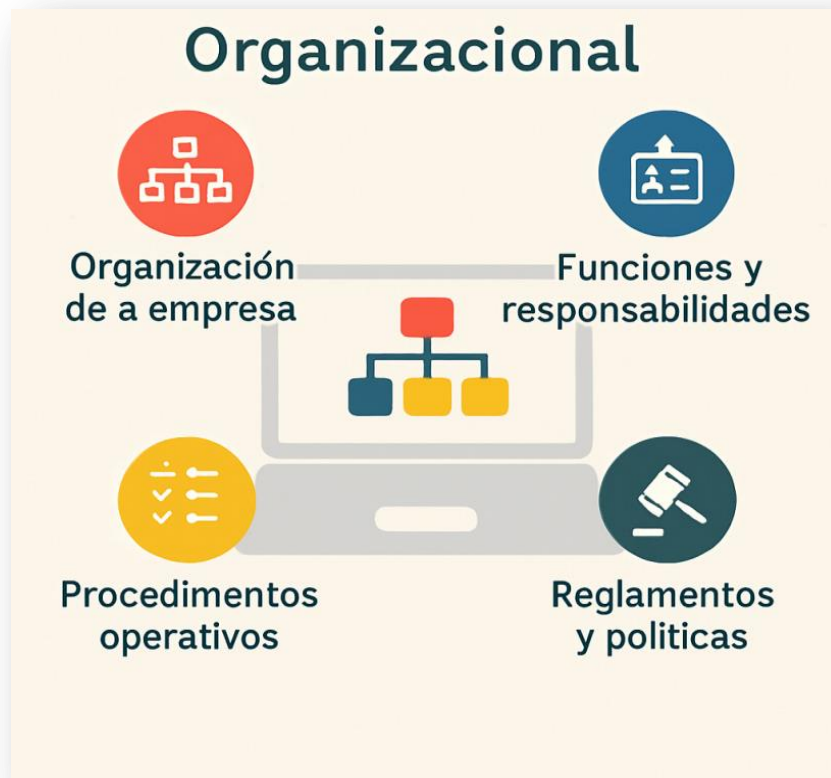 Organizacional
Organización
de a empresa
Funciones y
responsabilidades
Procedimentos
operativos
Reglamentos
y politicas